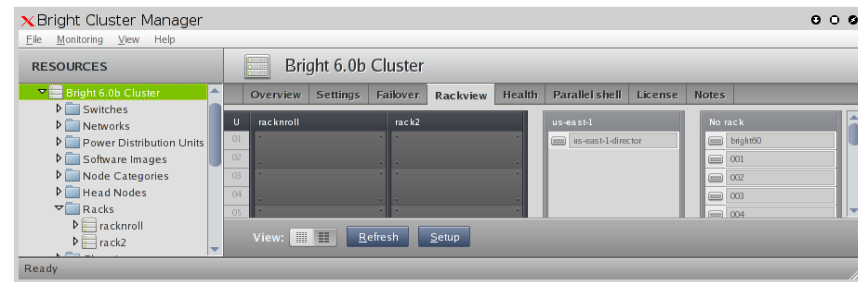 Bright Cluster Manager
File Monitoring View Help
RESOURCES
Bright 6.0b Cluster
Bright 6.0b Cluster
Switches
Networks
Power Distribution Units
Software Images
Node Categories
Head Nodes
Racks
racknroll
rack2
Overview Settings Failover Rackview Health Parallel shell License Notes
U racknroll rack2 us-east-1 No rack
01 us-east-1-director bright60
02 001
03 002
04 003
05 004
View: Refresh Setup
Ready